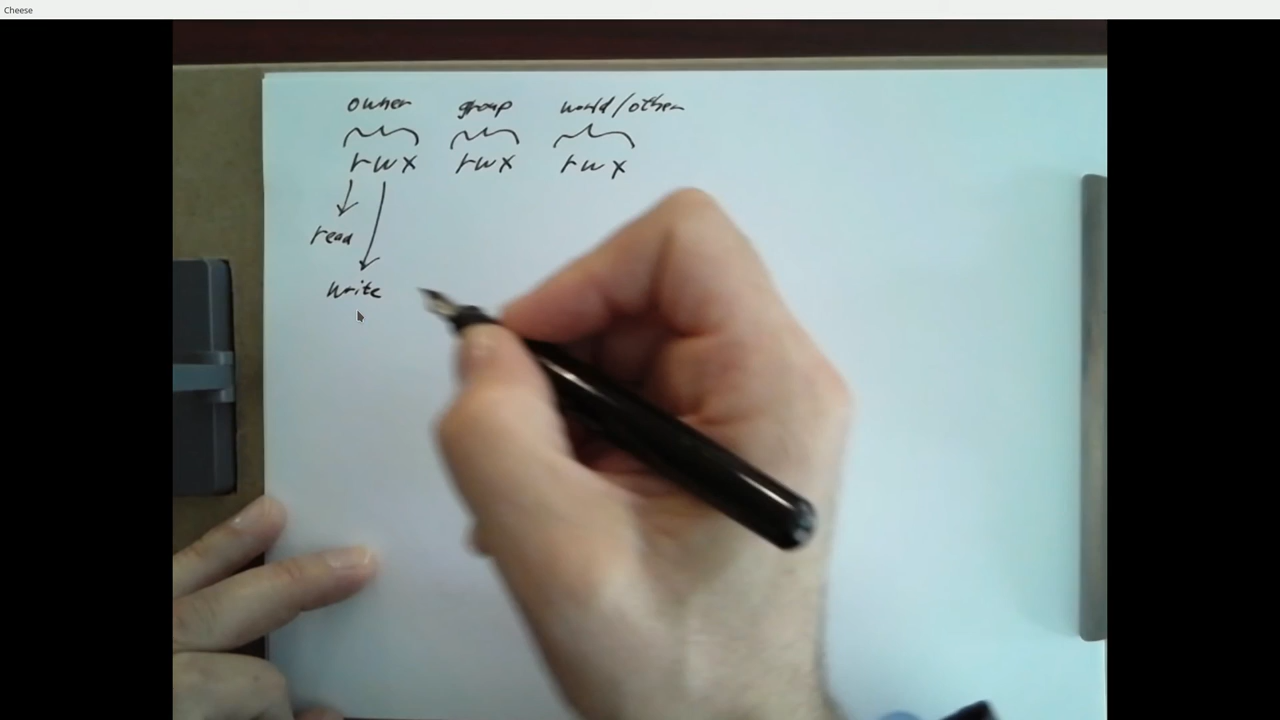 Cheese
owner group world/other
rwx rwx rwx
read
write